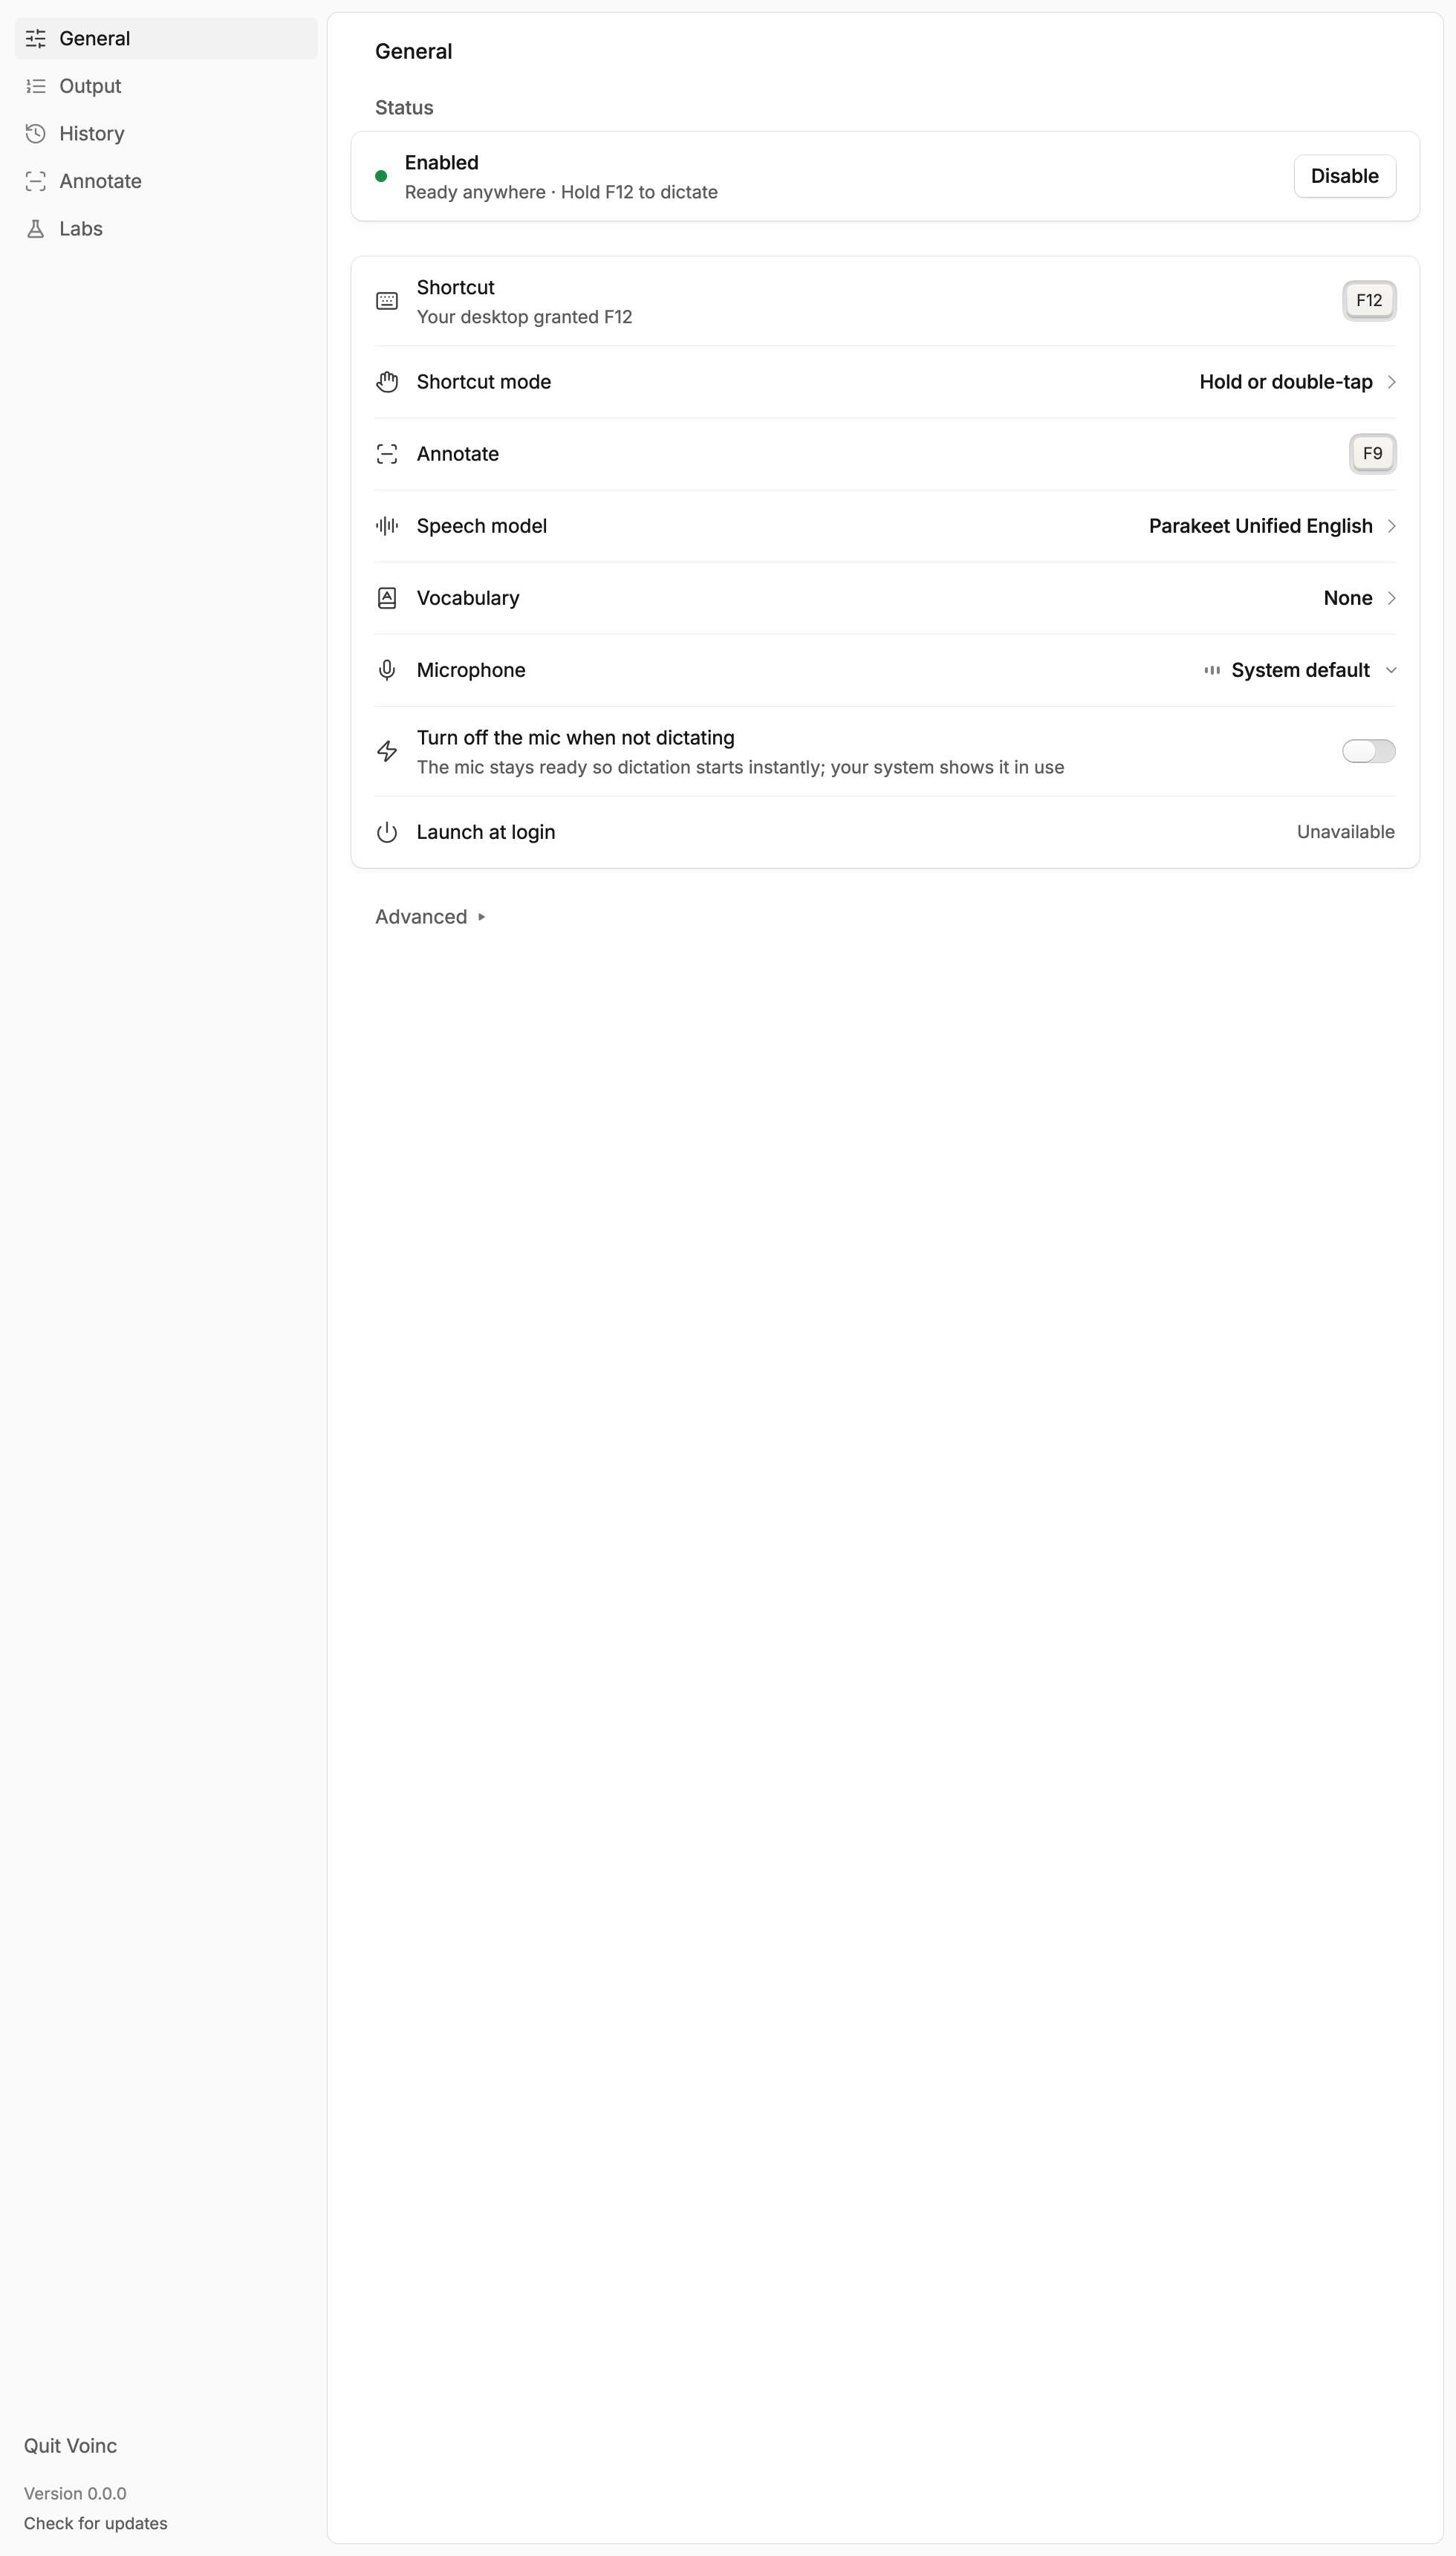 General
Output
History
Annotate
Labs
General
Status
Enabled
Ready anywhere · Hold F12 to dictate
Disable
Shortcut
Your desktop granted F12
F12
Shortcut mode
Hold or double-tap
Annotate
F9
Speech model
Parakeet Unified English
Vocabulary
None
Microphone
System default
Turn off the mic when not dictating
The mic stays ready so dictation starts instantly; your system shows it in use
Launch at login
Unavailable
Advanced
Quit Voinc
Version 0.0.0
Check for updates